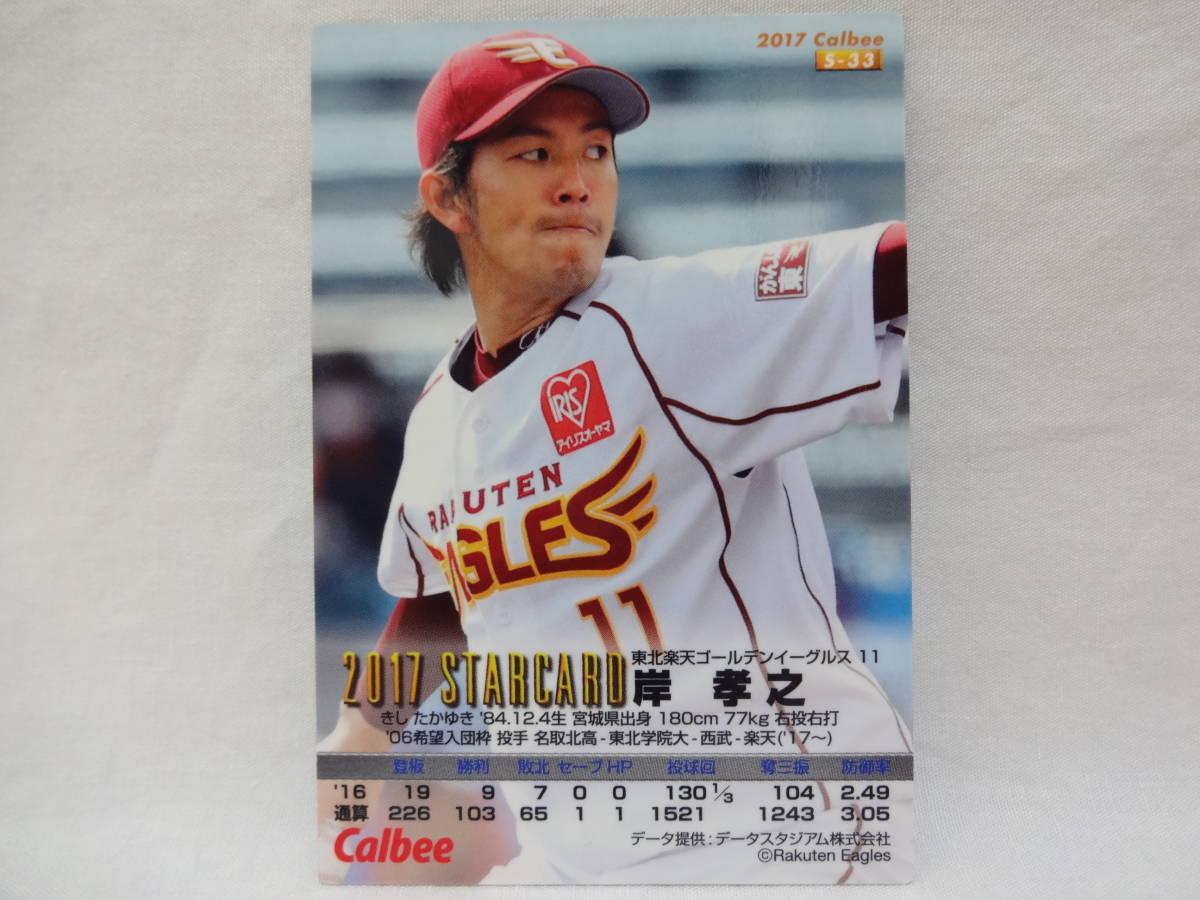 2017 Calbee
S-33
がんばろう
東
IRIS
アイリスオーヤマ
RAKUTEN
EAGLES
11
2017 STARCARD
東北楽天ゴールデンイーグルス 11
岸 孝之
きし たかゆき '84.12.4生 宮城県出身 180cm 77kg 右投右打
'06希望入団枠 投手 名取北高-東北学院大-西武-楽天('17～)
登板 勝利 敗北 セーブ HP 投球回 奪三振 防御率
'16 19 9 7 0 0 130 1/3 104 2.49
通算 226 103 65 1 1 1521 1243 3.05
Calbee
データ提供：データスタジアム株式会社
©Rakuten Eagles